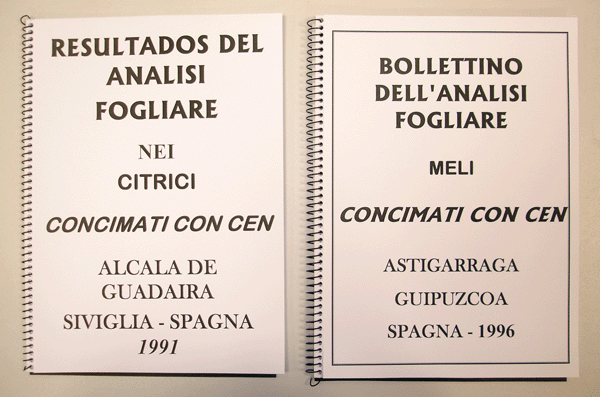 RESULTADOS DEL
ANALISI
FOGLIARE
NEI
CITRICI
CONCIMATI CON CEN
ALCALA DE
GUADAIRA
SIVIGLIA - SPAGNA
1991
BOLLETTINO
DELL'ANALISI
FOGLIARE
MELI
CONCIMATI CON CEN
ASTIGARRAGA
GUIPUZCOA
SPAGNA - 1996